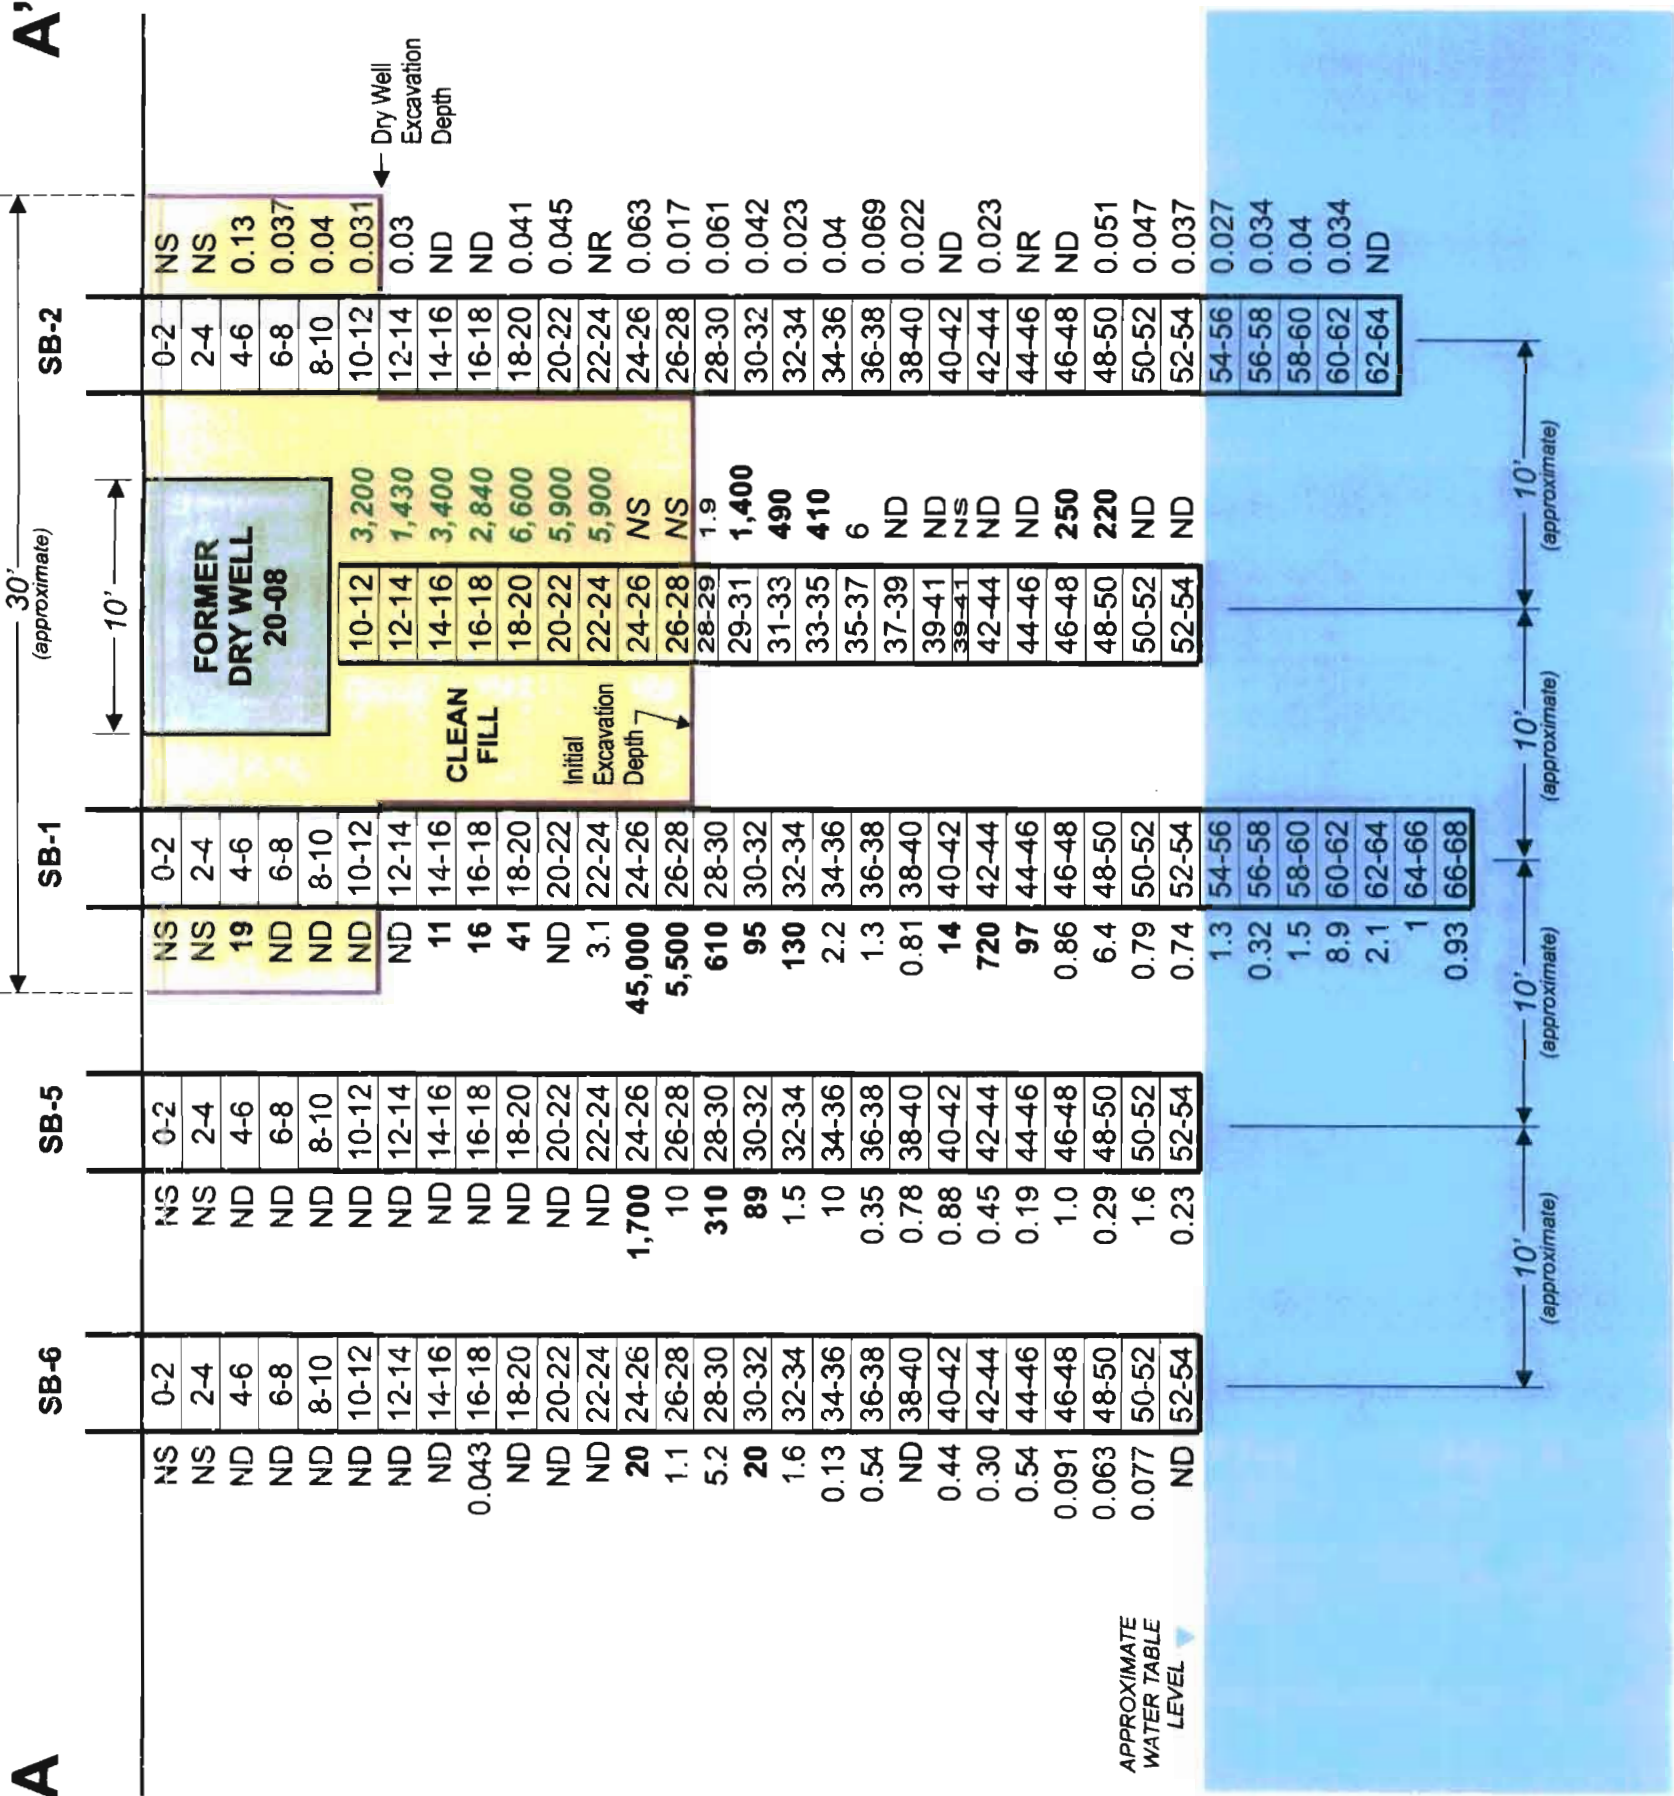 A
A'
30'
(approximate)
10'
SB-6
SB-5
SB-1
SB-2
FORMER
DRY WELL
20-08
CLEAN
FILL
Initial
Excavation
Depth
Dry Well
Excavation
Depth
NS 0-2
NS 2-4
ND 4-6
ND 6-8
ND 8-10
ND 10-12
ND 12-14
ND 14-16
0.043 16-18
ND 18-20
ND 20-22
ND 22-24
20 24-26
1.1 26-28
5.2 28-30
20 30-32
1.6 32-34
0.13 34-36
0.54 36-38
ND 38-40
0.44 40-42
0.30 42-44
0.54 44-46
0.091 46-48
0.063 48-50
0.077 50-52
ND 52-54
NS 0-2
NS 2-4
ND 4-6
ND 6-8
ND 8-10
ND 10-12
ND 12-14
ND 14-16
ND 16-18
ND 18-20
ND 20-22
ND 22-24
1,700 24-26
10 26-28
310 28-30
89 30-32
1.5 32-34
10 34-36
0.35 36-38
0.78 38-40
0.88 40-42
0.45 42-44
0.19 44-46
1.0 46-48
0.29 48-50
1.6 50-52
0.23 52-54
NS 0-2
NS 2-4
19 4-6
ND 6-8
ND 8-10
ND 10-12
ND 12-14
11 14-16
16 16-18
41 18-20
ND 20-22
3.1 22-24
45,000 24-26
5,500 26-28
610 28-30
95 30-32
130 32-34
2.2 34-36
1.3 36-38
0.81 38-40
14 40-42
720 42-44
97 44-46
0.86 46-48
6.4 48-50
0.79 50-52
0.74 52-54
1.3 54-56
0.32 56-58
1.5 58-60
8.9 60-62
2.1 62-64
1 64-66
0.93 66-68
10-12 3,200
12-14 1,430
14-16 3,400
16-18 2,840
18-20 6,600
20-22 5,900
22-24 5,900
24-26 NS
26-28 NS
28-29 1.9
29-31 1,400
31-33 490
33-35 410
35-37 6
37-39 ND
39-41 ND
39-41 NS
42-44 ND
44-46 ND
46-48 250
48-50 220
50-52 ND
52-54 ND
0-2 NS
2-4 NS
4-6 0.13
6-8 0.037
8-10 0.04
10-12 0.031
12-14 0.03
14-16 ND
16-18 ND
18-20 0.041
20-22 0.045
22-24 NR
24-26 0.063
26-28 0.017
28-30 0.061
30-32 0.042
32-34 0.023
34-36 0.04
36-38 0.069
38-40 0.022
40-42 ND
42-44 0.023
44-46 NR
46-48 ND
48-50 0.051
50-52 0.047
52-54 0.037
54-56 0.027
56-58 0.034
58-60 0.04
60-62 0.034
62-64 ND
APPROXIMATE
WATER TABLE
LEVEL
10'
(approximate)
10'
(approximate)
10'
(approximate)
10'
(approximate)